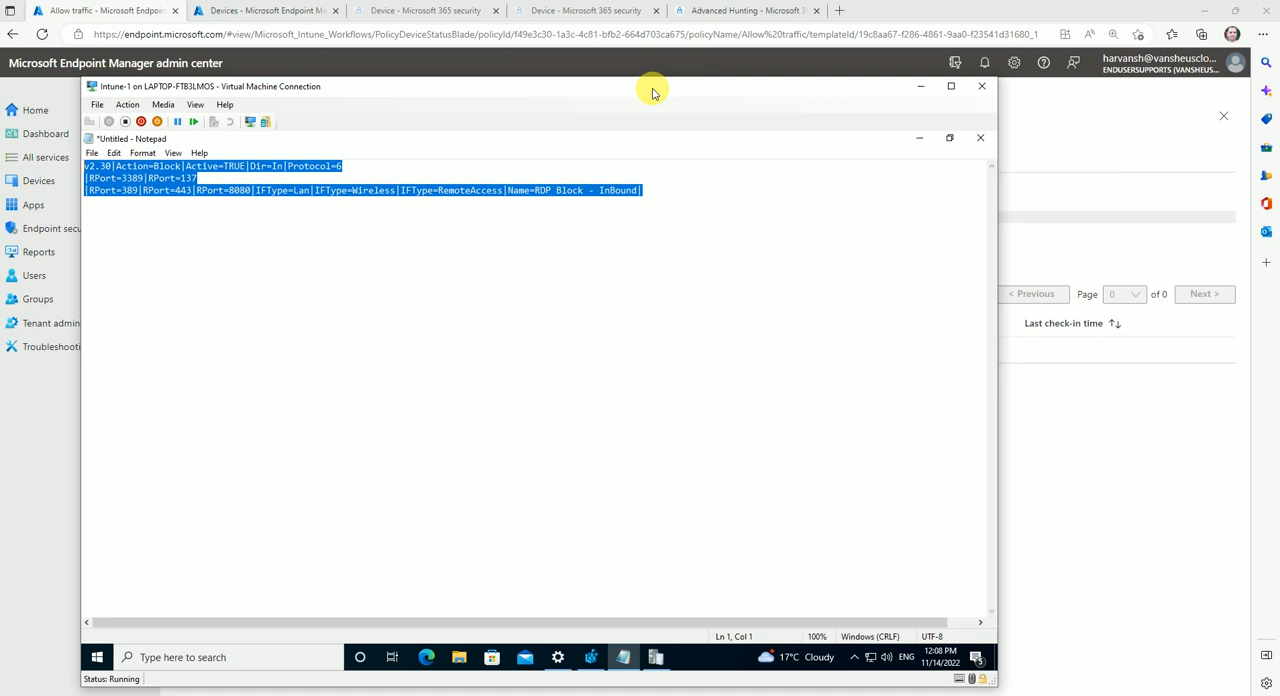 Allow traffic - Microsoft Endpoin
Devices - Microsoft Endpoint Ma
Device - Microsoft 365 security
Device - Microsoft 365 security
Advanced Hunting - Microsoft 3
https://endpoint.microsoft.com/#view/Microsoft_Intune_Workflows/PolicyDeviceStatusBlade/policyId/f49e3c30-1a3c-4c81-bfb2-664d703ca675/policyName/Allow%20traffic/templateId/19c8aa67-f286-4861-9aa0-f23541d31680_1
Microsoft Endpoint Manager admin center
harvansh@vansheusclo...
ENDUSERSUPPORTS (VANSHEUS...
Home
Dashboard
All services
Devices
Apps
Endpoint secu
Reports
Users
Groups
Tenant admin
Troubleshooti
Intune-1 on LAPTOP-FTB3LMOS - Virtual Machine Connection
File Action Media View Help
*Untitled - Notepad
File Edit Format View Help
v2.30|Action=Block|Active=TRUE|Dir=In|Protocol=6
|RPort=3389|RPort=137
|RPort=389|RPort=443|RPort=8080|IFType=Lan|IFType=Wireless|IFType=RemoteAccess|Name=RDP Block - InBound|
< Previous Page 0 of 0 Next >
Last check-in time
Ln 1, Col 1 100% Windows (CRLF) UTF-8
Type here to search
17°C Cloudy
ENG
12:08 PM
11/14/2022
5
Status: Running